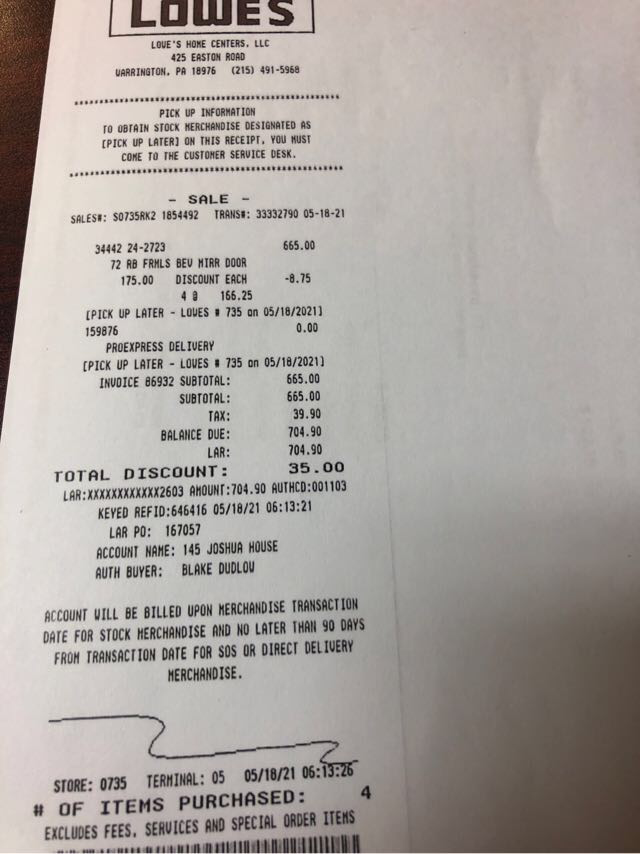 LOWE'S
LOWE'S HOME CENTERS, LLC
425 EASTON ROAD
WARRINGTON, PA 18976 (215) 491-5968
****************************************
PICK UP INFORMATION
TO OBTAIN STOCK MERCHANDISE DESIGNATED AS
[PICK UP LATER] ON THIS RECEIPT, YOU MUST
COME TO THE CUSTOMER SERVICE DESK.
****************************************
- SALE -
SALES#: S0735RK2 1854492 TRANS#: 33332790 05-18-21
34442 24-2723 665.00
72 RB FRMLS BEV MIRR DOOR
175.00 DISCOUNT EACH -8.75
4 @ 166.25
[PICK UP LATER - LOWES # 735 on 05/18/2021]
159876 0.00
PROEXPRESS DELIVERY
[PICK UP LATER - LOWES # 735 on 05/18/2021]
INVOICE 86932 SUBTOTAL: 665.00
SUBTOTAL: 665.00
TAX: 39.90
BALANCE DUE: 704.90
LAR: 704.90
TOTAL DISCOUNT: 35.00
LAR:XXXXXXXXXXXX2603 AMOUNT:704.90 AUTHCD:001103
KEYED REFID:646416 05/18/21 06:13:21
LAR PO: 167057
ACCOUNT NAME: 145 JOSHUA HOUSE
AUTH BUYER: BLAKE DUDLOW
ACCOUNT WILL BE BILLED UPON MERCHANDISE TRANSACTION
DATE FOR STOCK MERCHANDISE AND NO LATER THAN 90 DAYS
FROM TRANSACTION DATE FOR SOS OR DIRECT DELIVERY
MERCHANDISE.
STORE: 0735 TERMINAL: 05 05/18/21 06:13:26
# OF ITEMS PURCHASED: 4
EXCLUDES FEES, SERVICES AND SPECIAL ORDER ITEMS